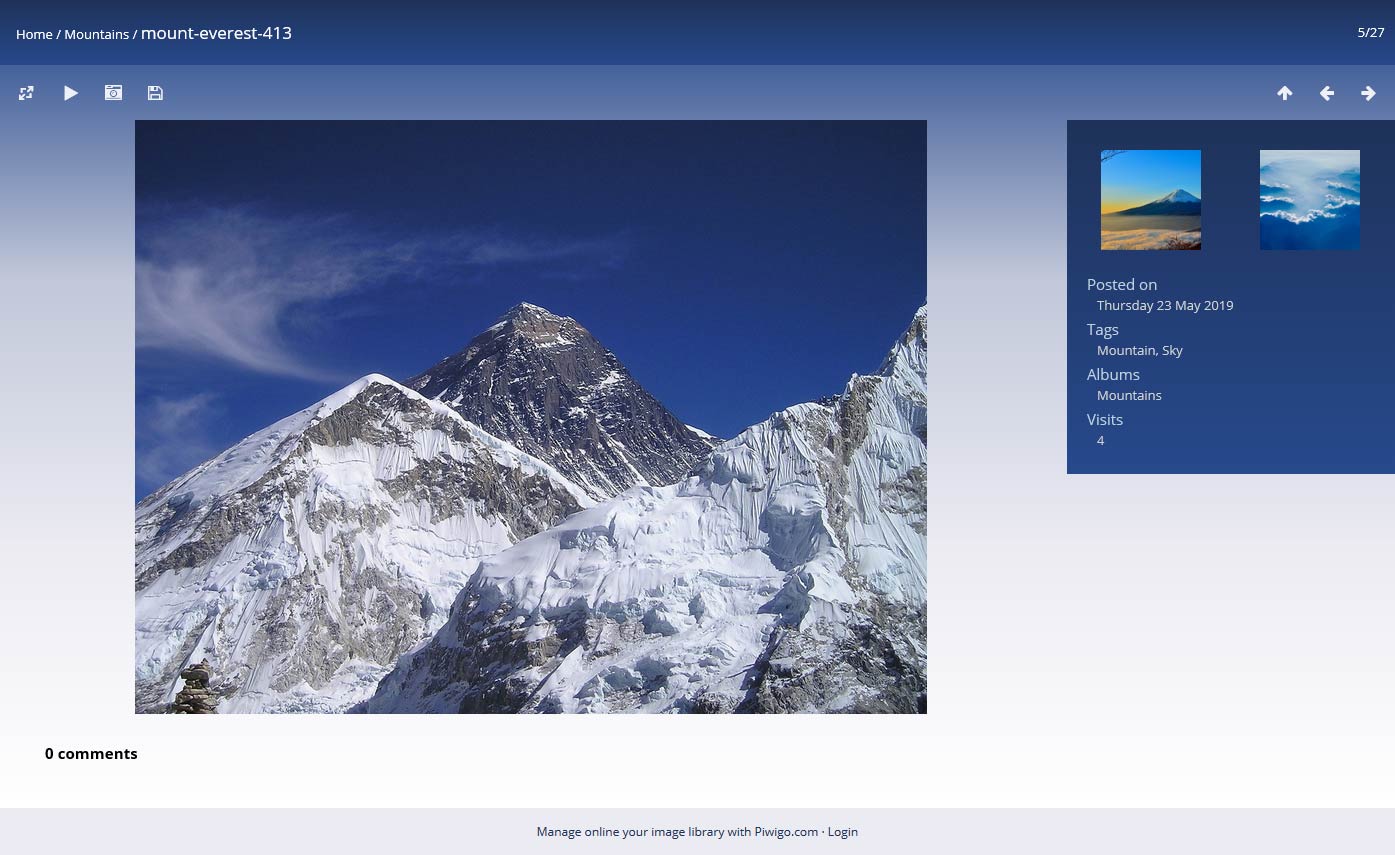 Home / Mountains / mount-everest-413
5/27
Posted on
Thursday 23 May 2019
Tags
Mountain, Sky
Albums
Mountains
Visits
4
0 comments
Manage online your image library with Piwigo.com · Login